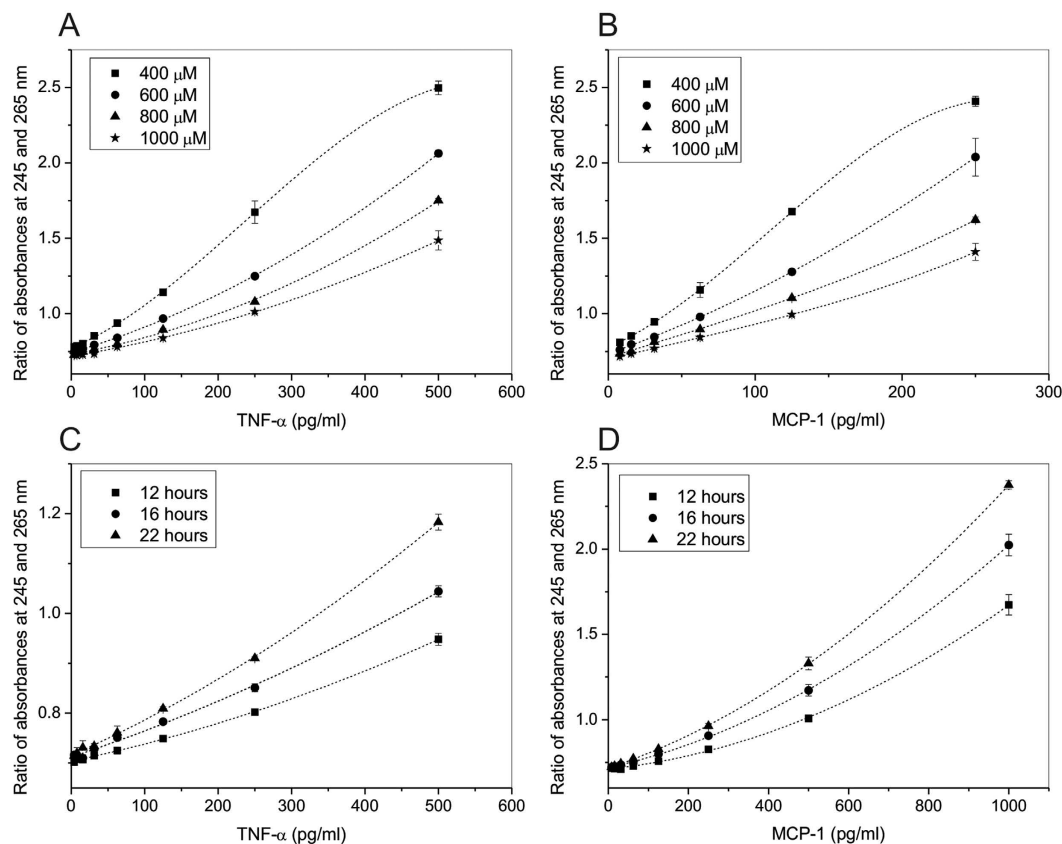 A
Ratio of absorbances at 245 and 265 nm
400 μM
600 μM
800 μM
1000 μM
2.5
2.0
1.5
1.0
0 100 200 300 400 500 600
TNF-α (pg/ml)
B
Ratio of absorbances at 245 and 265 nm
400 μM
600 μM
800 μM
1000 μM
2.5
2.0
1.5
1.0
0 100 200 300
MCP-1 (pg/ml)
C
Ratio of absorbances at 245 and 265 nm
12 hours
16 hours
22 hours
1.2
1.0
0.8
0 100 200 300 400 500 600
TNF-α (pg/ml)
D
Ratio of absorbances at 245 and 265 nm
12 hours
16 hours
22 hours
2.5
2.0
1.5
1.0
0 200 400 600 800 1000
MCP-1 (pg/ml)